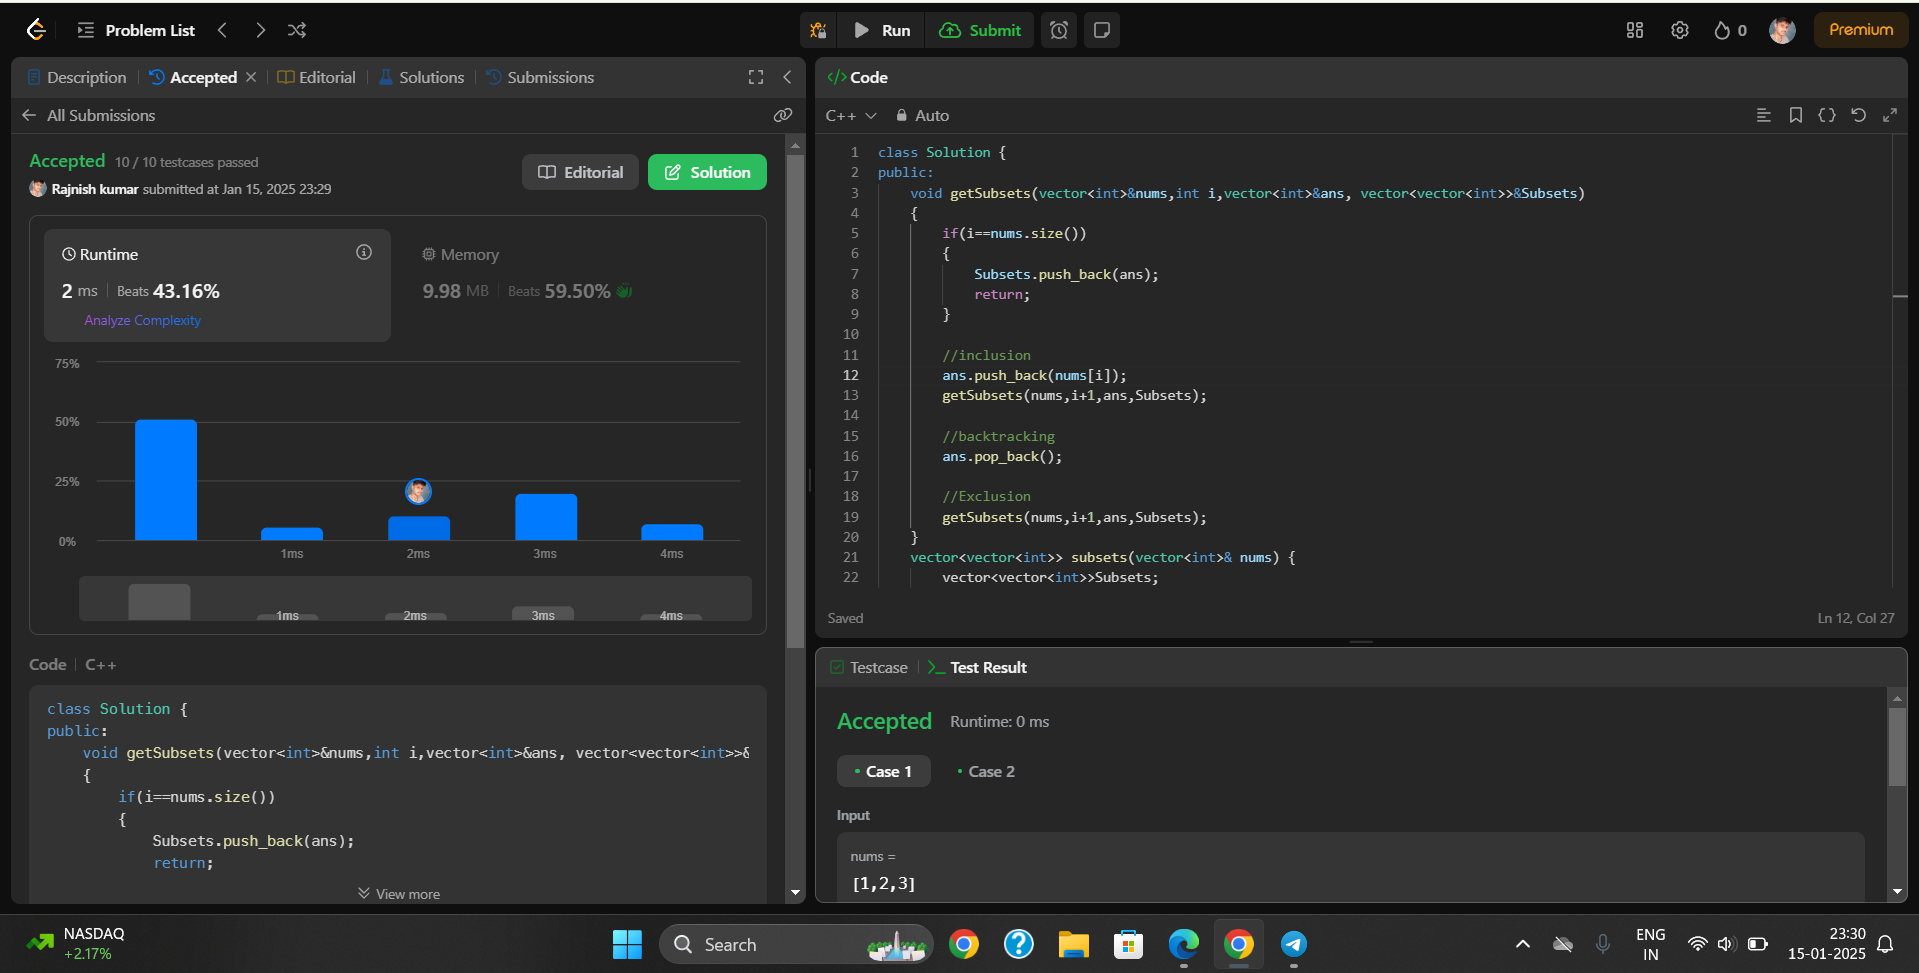 Problem List
Run
Submit
0
Premium
Description
Accepted
Editorial
Solutions
Submissions
All Submissions
Accepted 10 / 10 testcases passed
Rajnish kumar submitted at Jan 15, 2025 23:29
Editorial
Solution
Runtime
2 ms | Beats 43.16%
Analyze Complexity
Memory
9.98 MB | Beats 59.50%
75%
50%
25%
0%
1ms
2ms
3ms
4ms
1ms
2ms
3ms
4ms
Code | C++
class Solution {
public:
void getSubsets(vector<int>&nums,int i,vector<int>&ans, vector<vector<int>>&
{
if(i==nums.size())
{
Subsets.push_back(ans);
return;
View more
</> Code
C++
Auto
1 class Solution {
2 public:
3 void getSubsets(vector<int>&nums,int i,vector<int>&ans, vector<vector<int>>&Subsets)
4 {
5 if(i==nums.size())
6 {
7 Subsets.push_back(ans);
8 return;
9 }
10
11 //inclusion
12 ans.push_back(nums[i]);
13 getSubsets(nums,i+1,ans,Subsets);
14
15 //backtracking
16 ans.pop_back();
17
18 //Exclusion
19 getSubsets(nums,i+1,ans,Subsets);
20 }
21 vector<vector<int>> subsets(vector<int>& nums) {
22 vector<vector<int>>Subsets;
Saved
Ln 12, Col 27
Testcase
Test Result
Accepted Runtime: 0 ms
Case 1
Case 2
Input
nums =
[1,2,3]
NASDAQ
+2.17%
Search
ENG
IN
23:30
15-01-2025